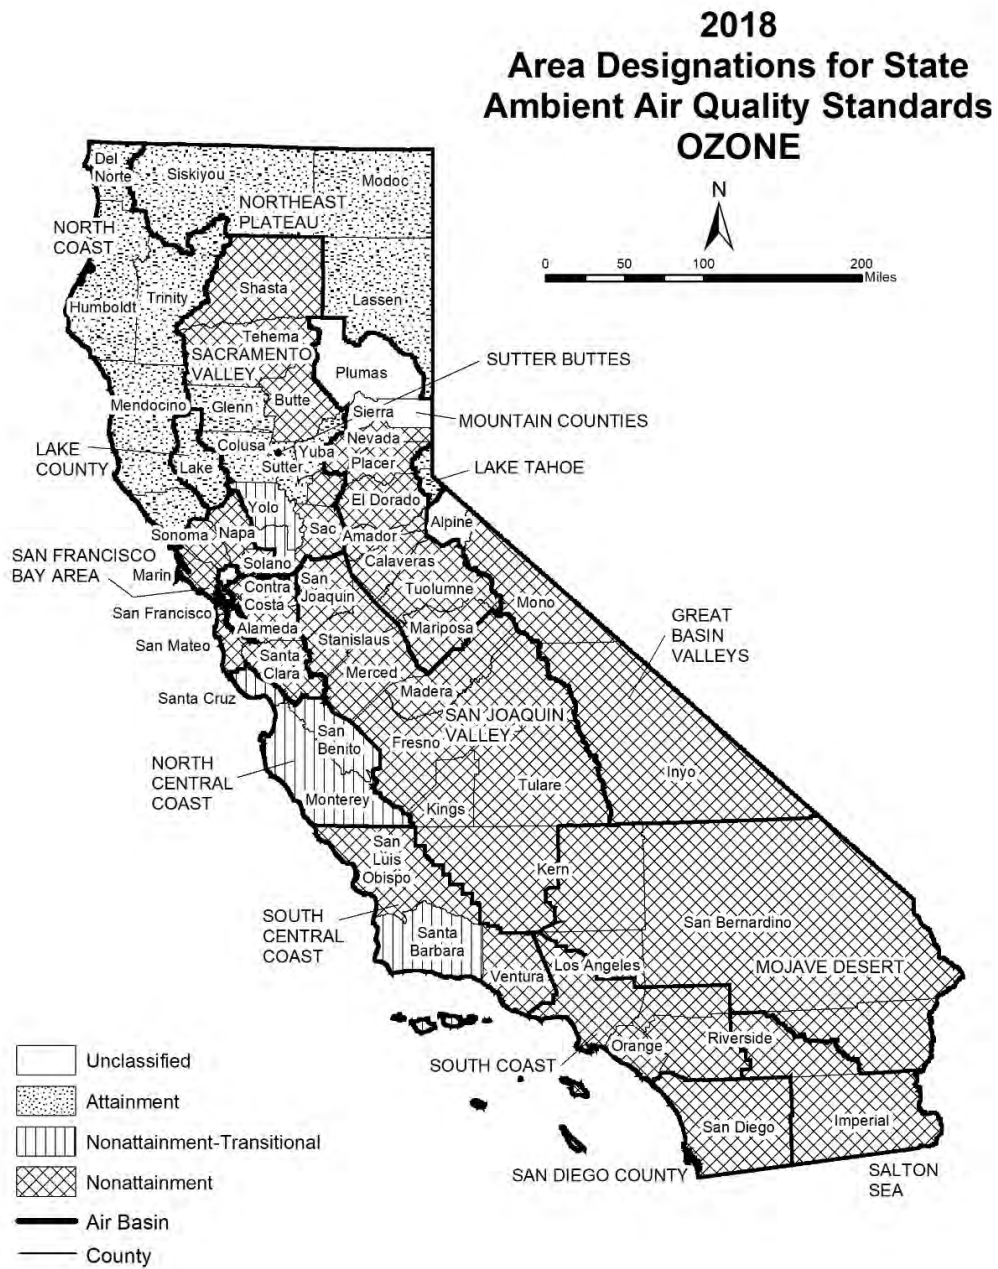 2018
Area Designations for State
Ambient Air Quality Standards
OZONE
N
0 50 100 200
Miles
Del
Norte
Siskiyou
Modoc
NORTHEAST
PLATEAU
NORTH
COAST
Shasta
Trinity
Humboldt
Lassen
Tehema
SACRAMENTO
VALLEY
SUTTER BUTTES
Plumas
Butte
Mendocino
Glenn
Sierra
MOUNTAIN COUNTIES
Nevada
Colusa
Yuba
LAKE
COUNTY
Lake
Sutter
Placer
LAKE TAHOE
El Dorado
Yolo
Alpine
Sonoma
Napa
Sac
Amador
SAN FRANCISCO
BAY AREA
Marin
Solano
Calaveras
Contra
Costa
San
Joaquin
Tuolumne
Mono
San Francisco
GREAT
BASIN
VALLEYS
Alameda
Mariposa
San Mateo
Stanislaus
Santa
Clara
Merced
Santa Cruz
Madera
SAN JOAQUIN
VALLEY
San
Benito
Fresno
NORTH
CENTRAL
COAST
Inyo
Tulare
Monterey
Kings
San
Luis
Obispo
Kern
SOUTH
CENTRAL
COAST
San Bernardino
Santa
Barbara
Ventura
Los Angeles
MOJAVE DESERT
Orange
Riverside
SOUTH COAST
San Diego
Imperial
SAN DIEGO COUNTY
SALTON
SEA
Unclassified
Attainment
Nonattainment-Transitional
Nonattainment
Air Basin
County